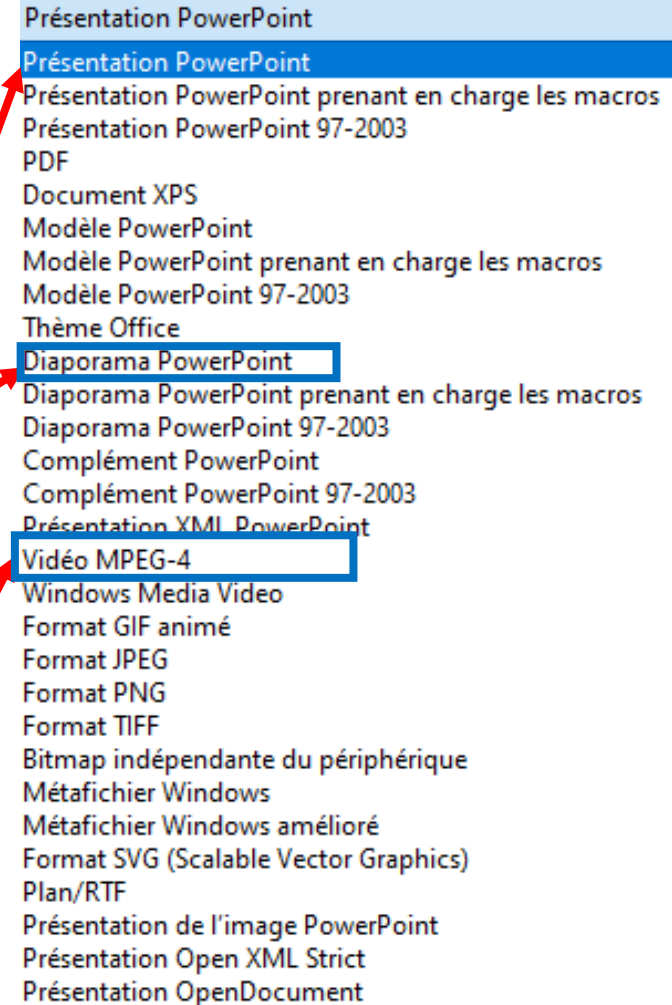 Présentation PowerPoint
Présentation PowerPoint
Présentation PowerPoint prenant en charge les macros
Présentation PowerPoint 97-2003
PDF
Document XPS
Modèle PowerPoint
Modèle PowerPoint prenant en charge les macros
Modèle PowerPoint 97-2003
Thème Office
Diaporama PowerPoint
Diaporama PowerPoint prenant en charge les macros
Diaporama PowerPoint 97-2003
Complément PowerPoint
Complément PowerPoint 97-2003
Présentation XML PowerPoint
Vidéo MPEG-4
Windows Media Video
Format GIF animé
Format JPEG
Format PNG
Format TIFF
Bitmap indépendante du périphérique
Métafichier Windows
Métafichier Windows amélioré
Format SVG (Scalable Vector Graphics)
Plan/RTF
Présentation de l'image PowerPoint
Présentation Open XML Strict
Présentation OpenDocument